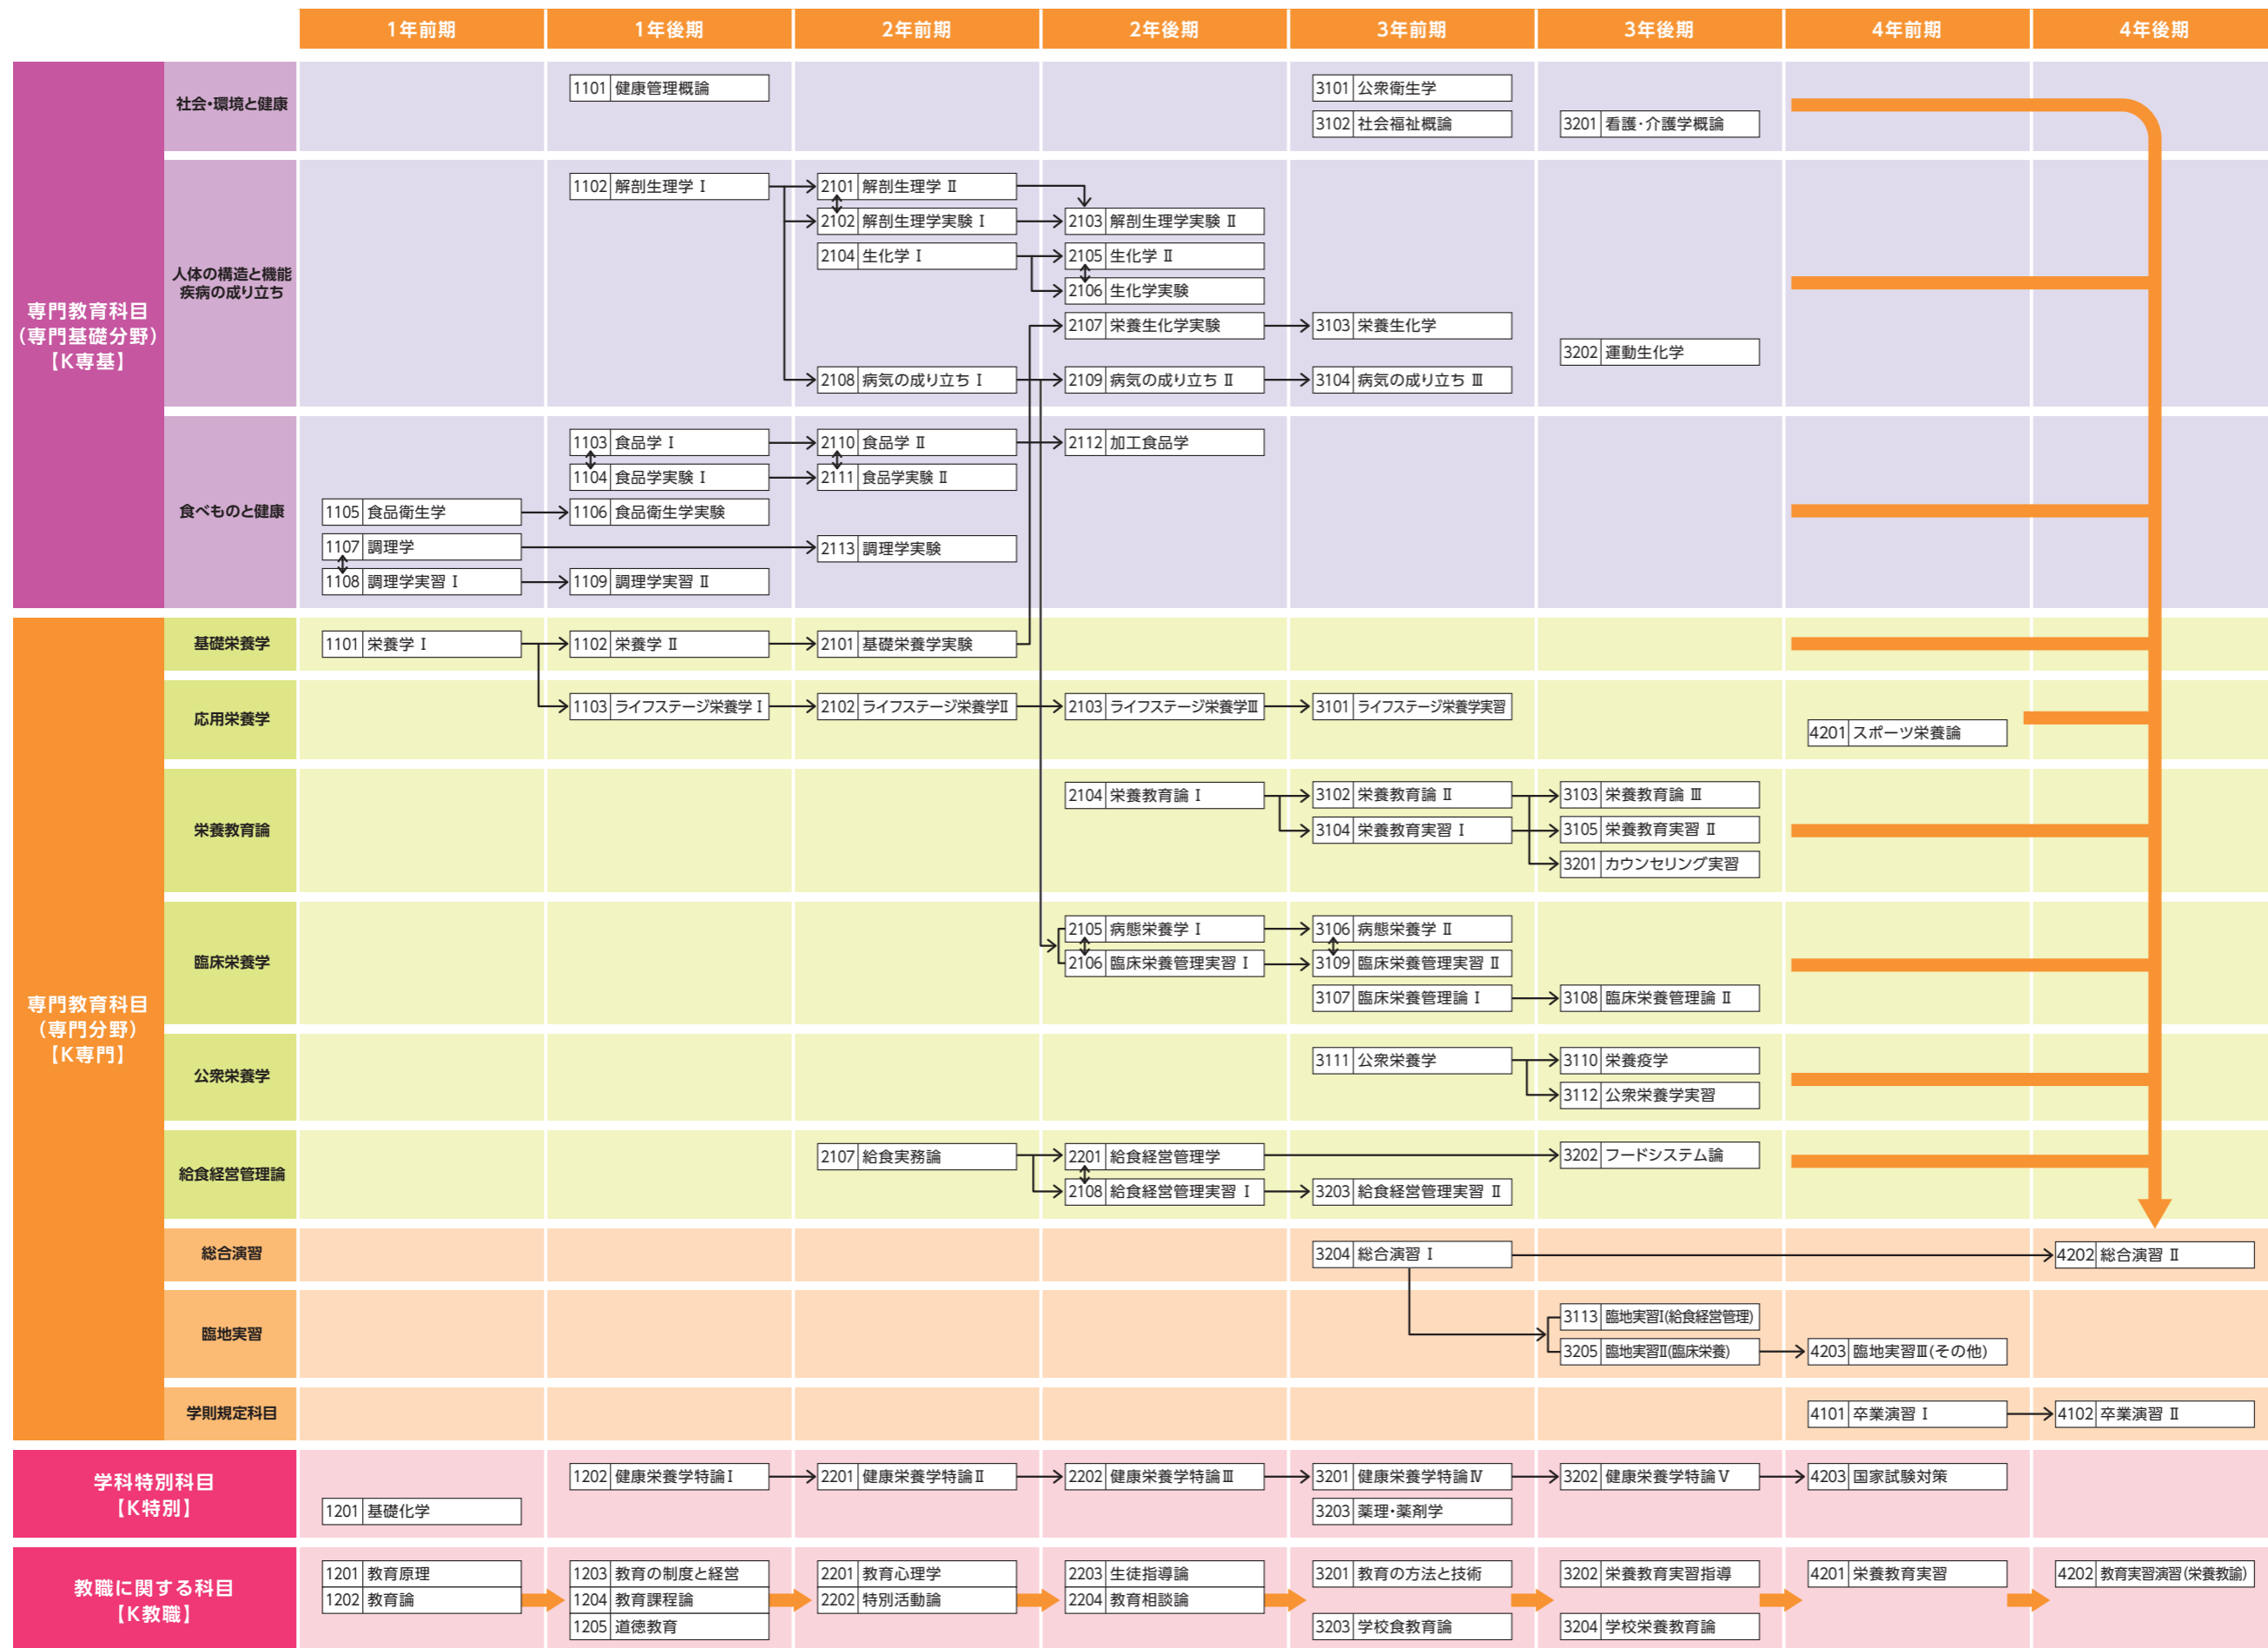 1年前期 1年後期 2年前期 2年後期 3年前期 3年後期 4年前期 4年後期
専門教育科目
(専門基礎分野)
【K専基】
社会・環境と健康
1101 健康管理概論
3101 公衆衛生学
3102 社会福祉概論
3201 看護・介護学概論
人体の構造と機能
疾病の成り立ち
1102 解剖生理学 Ⅰ
2101 解剖生理学 Ⅱ
2102 解剖生理学実験 Ⅰ
2103 解剖生理学実験 Ⅱ
2104 生化学 Ⅰ
2105 生化学 Ⅱ
2106 生化学実験
2107 栄養生化学実験
3103 栄養生化学
3202 運動生化学
2108 病気の成り立ち Ⅰ
2109 病気の成り立ち Ⅱ
3104 病気の成り立ち Ⅲ
食べものと健康
1103 食品学 Ⅰ
2110 食品学 Ⅱ
2112 加工食品学
1104 食品学実験 Ⅰ
2111 食品学実験 Ⅱ
1105 食品衛生学
1106 食品衛生学実験
1107 調理学
2113 調理学実験
1108 調理学実習 Ⅰ
1109 調理学実習 Ⅱ
専門教育科目
(専門分野)
【K専門】
基礎栄養学
1101 栄養学 Ⅰ
1102 栄養学 Ⅱ
2101 基礎栄養学実験
応用栄養学
1103 ライフステージ栄養学 Ⅰ
2102 ライフステージ栄養学Ⅱ
2103 ライフステージ栄養学Ⅲ
3101 ライフステージ栄養学実習
4201 スポーツ栄養論
栄養教育論
2104 栄養教育論 Ⅰ
3102 栄養教育論 Ⅱ
3103 栄養教育論 Ⅲ
3104 栄養教育実習 Ⅰ
3105 栄養教育実習 Ⅱ
3201 カウンセリング実習
臨床栄養学
2105 病態栄養学 Ⅰ
3106 病態栄養学 Ⅱ
2106 臨床栄養管理実習 Ⅰ
3109 臨床栄養管理実習 Ⅱ
3107 臨床栄養管理論 Ⅰ
3108 臨床栄養管理論 Ⅱ
公衆栄養学
3111 公衆栄養学
3110 栄養疫学
3112 公衆栄養学実習
給食経営管理論
2107 給食実務論
2201 給食経営管理学
3202 フードシステム論
2108 給食経営管理実習 Ⅰ
3203 給食経営管理実習 Ⅱ
総合演習
3204 総合演習 Ⅰ
4202 総合演習 Ⅱ
臨地実習
3113 臨地実習Ⅰ(給食経営管理)
3205 臨地実習Ⅱ(臨床栄養)
4203 臨地実習Ⅲ(その他)
学則規定科目
4101 卒業演習 Ⅰ
4102 卒業演習 Ⅱ
学科特別科目
【K特別】
1202 健康栄養学特論Ⅰ
2201 健康栄養学特論Ⅱ
2202 健康栄養学特論Ⅲ
3201 健康栄養学特論Ⅳ
3202 健康栄養学特論Ⅴ
4203 国家試験対策
1201 基礎化学
3203 薬理・薬剤学
教職に関する科目
【K教職】
1201 教育原理
1202 教育論
1203 教育の制度と経営
1204 教育課程論
1205 道徳教育
2201 教育心理学
2202 特別活動論
2203 生徒指導論
2204 教育相談論
3201 教育の方法と技術
3203 学校食教育論
3202 栄養教育実習指導
3204 学校栄養教育論
4201 栄養教育実習
4202 教育実習演習(栄養教諭)